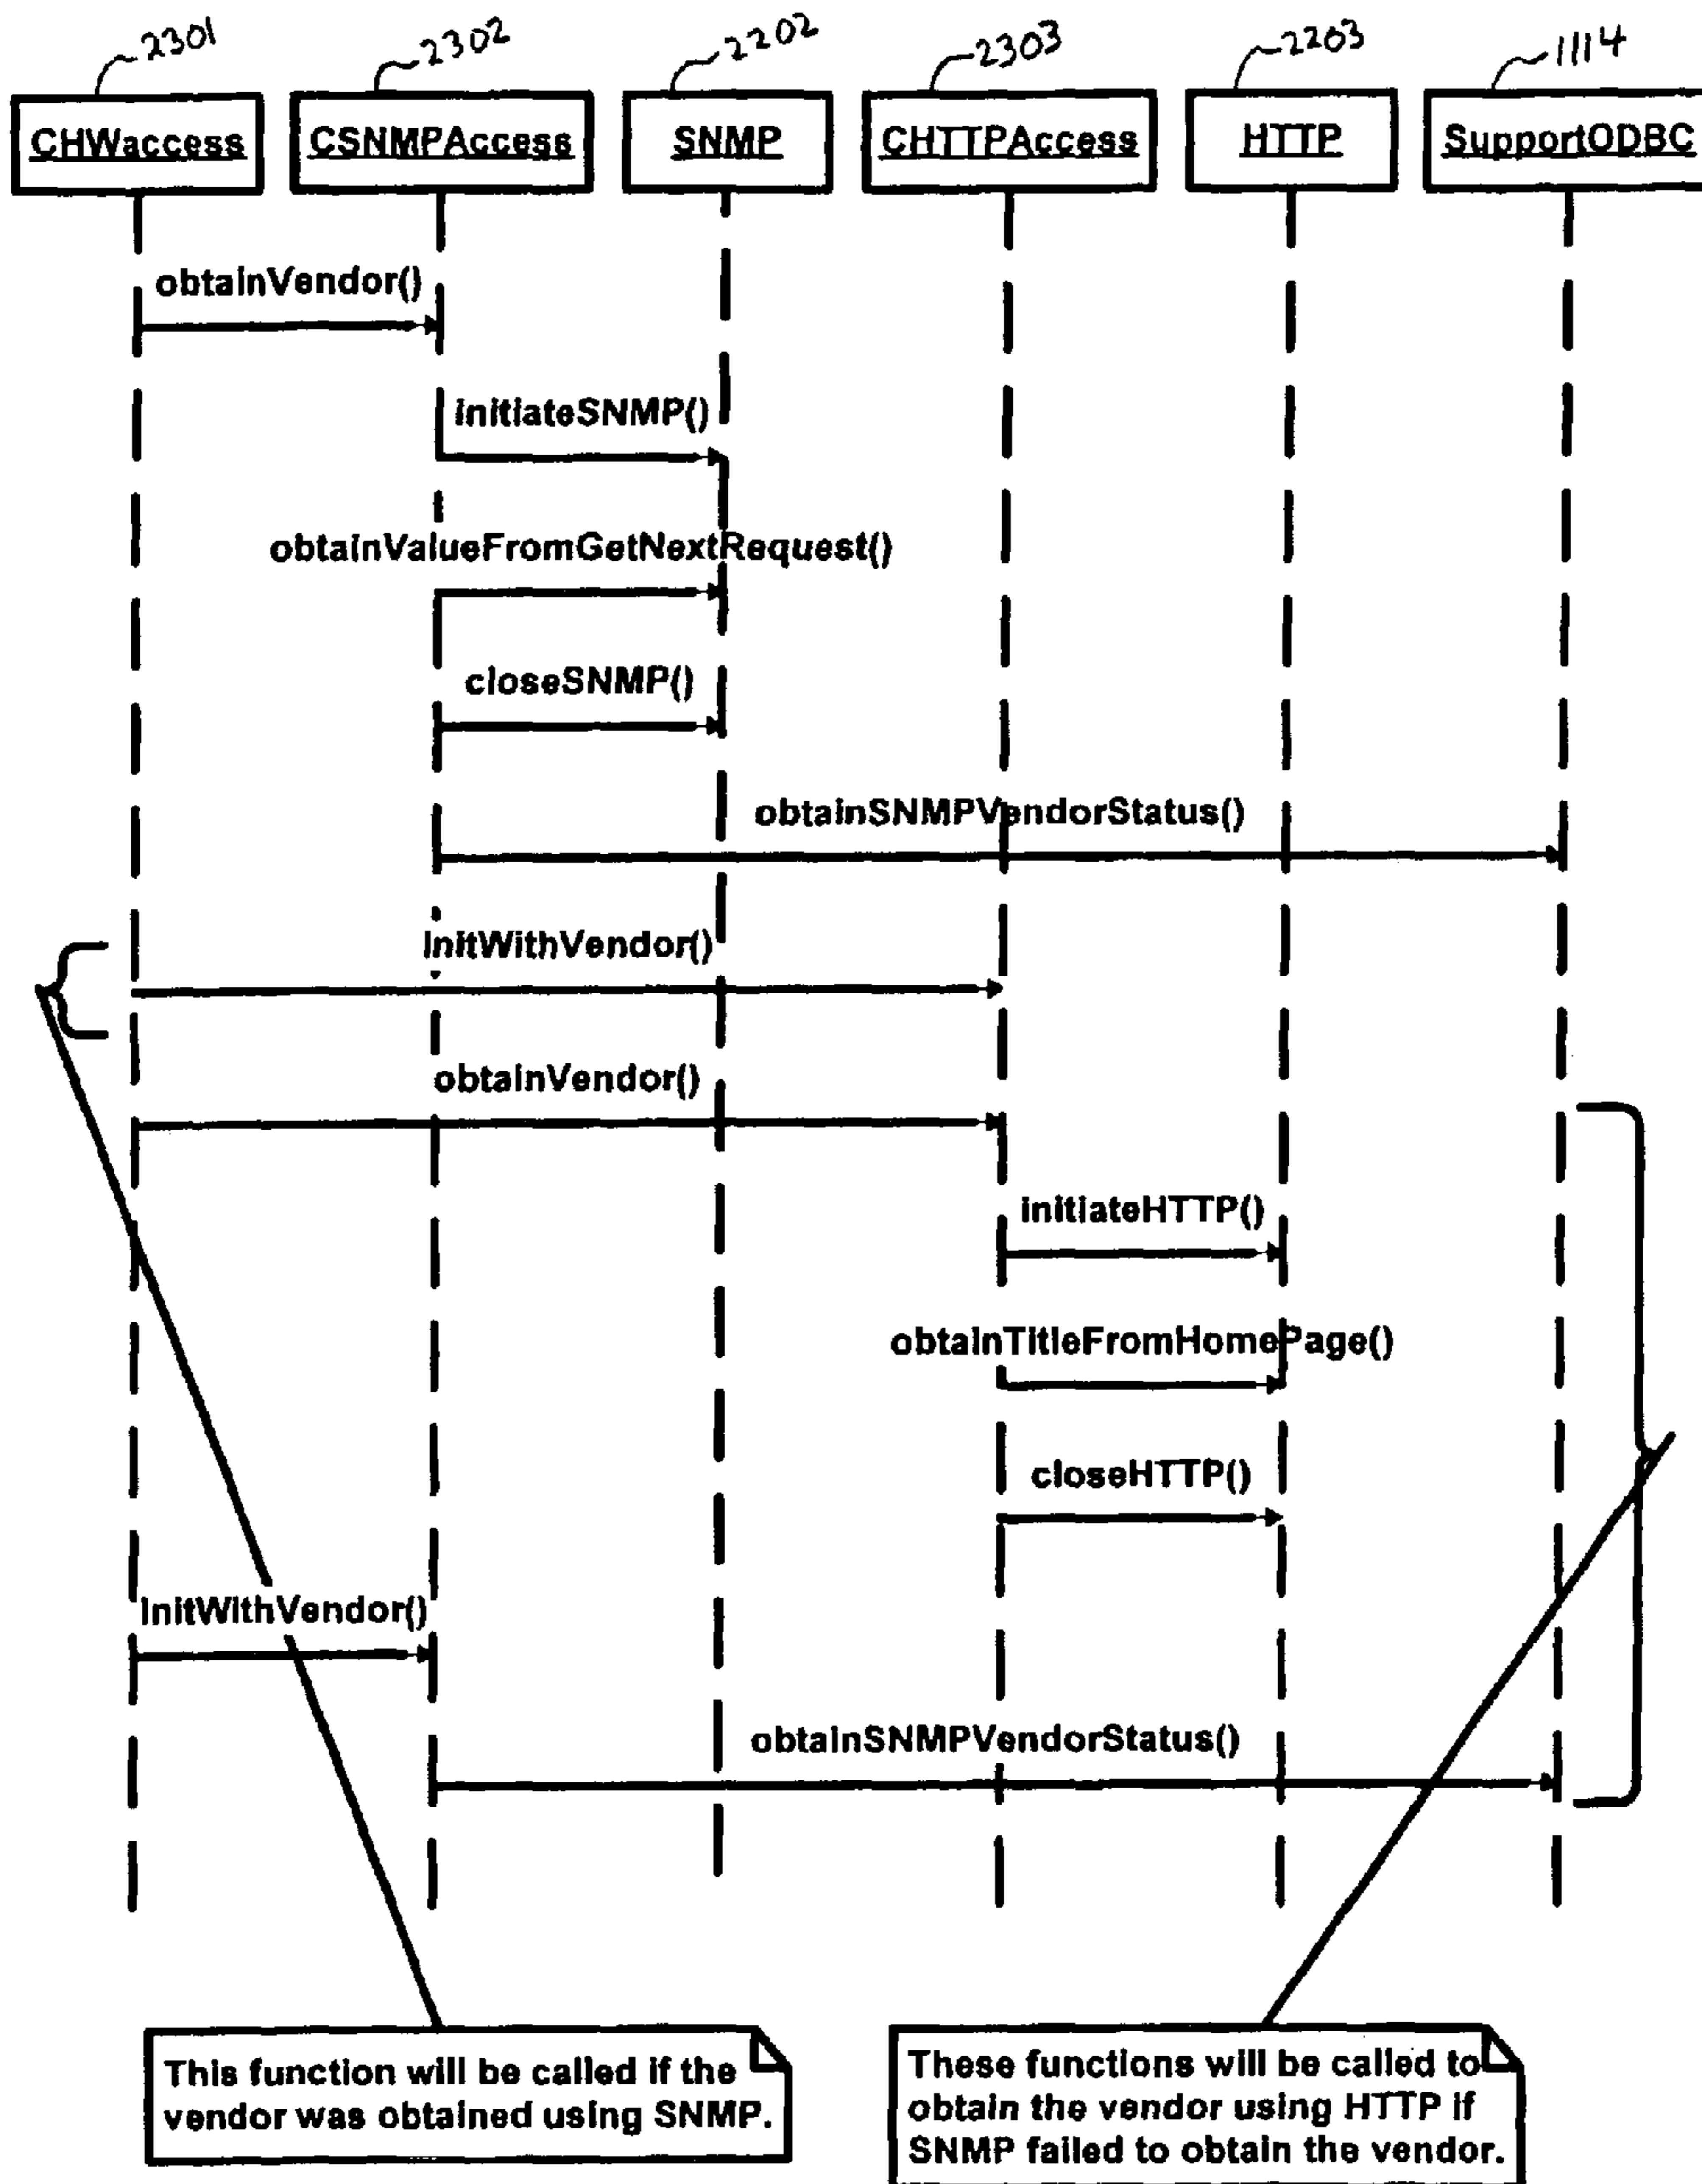 2301
2302
2202
2303
2203
1114
CHWaccess
CSNMPAccess
SNMP
CHTTPAccess
HTTP
SupportODBC
obtainVendor()
initiateSNMP()
obtainValueFromGetNextRequest()
closeSNMP()
obtainSNMPVendorStatus()
initWithVendor()
obtainVendor()
initiateHTTP()
obtainTitleFromHomePage()
closeHTTP()
initWithVendor()
obtainSNMPVendorStatus()
This function will be called if the
vendor was obtained using SNMP.
These functions will be called to
obtain the vendor using HTTP if
SNMP failed to obtain the vendor.